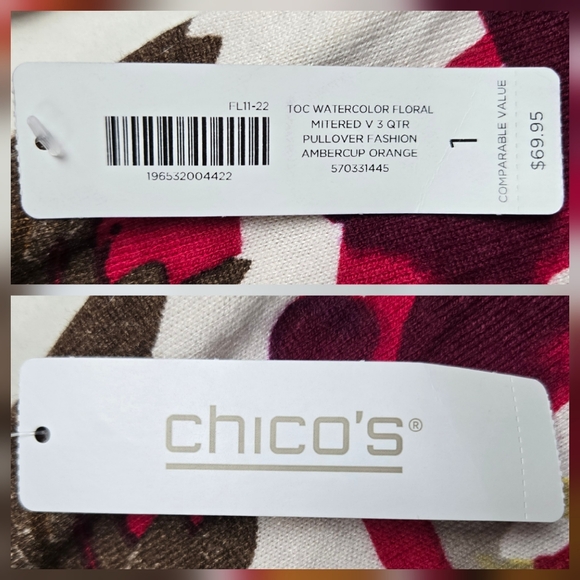 FL11-22
196532004422
TOC WATERCOLOR FLORAL
MITERED V 3 QTR
PULLOVER FASHION
AMBERCUP ORANGE
570331445
1
COMPARABLE VALUE
$69.95
chico's®